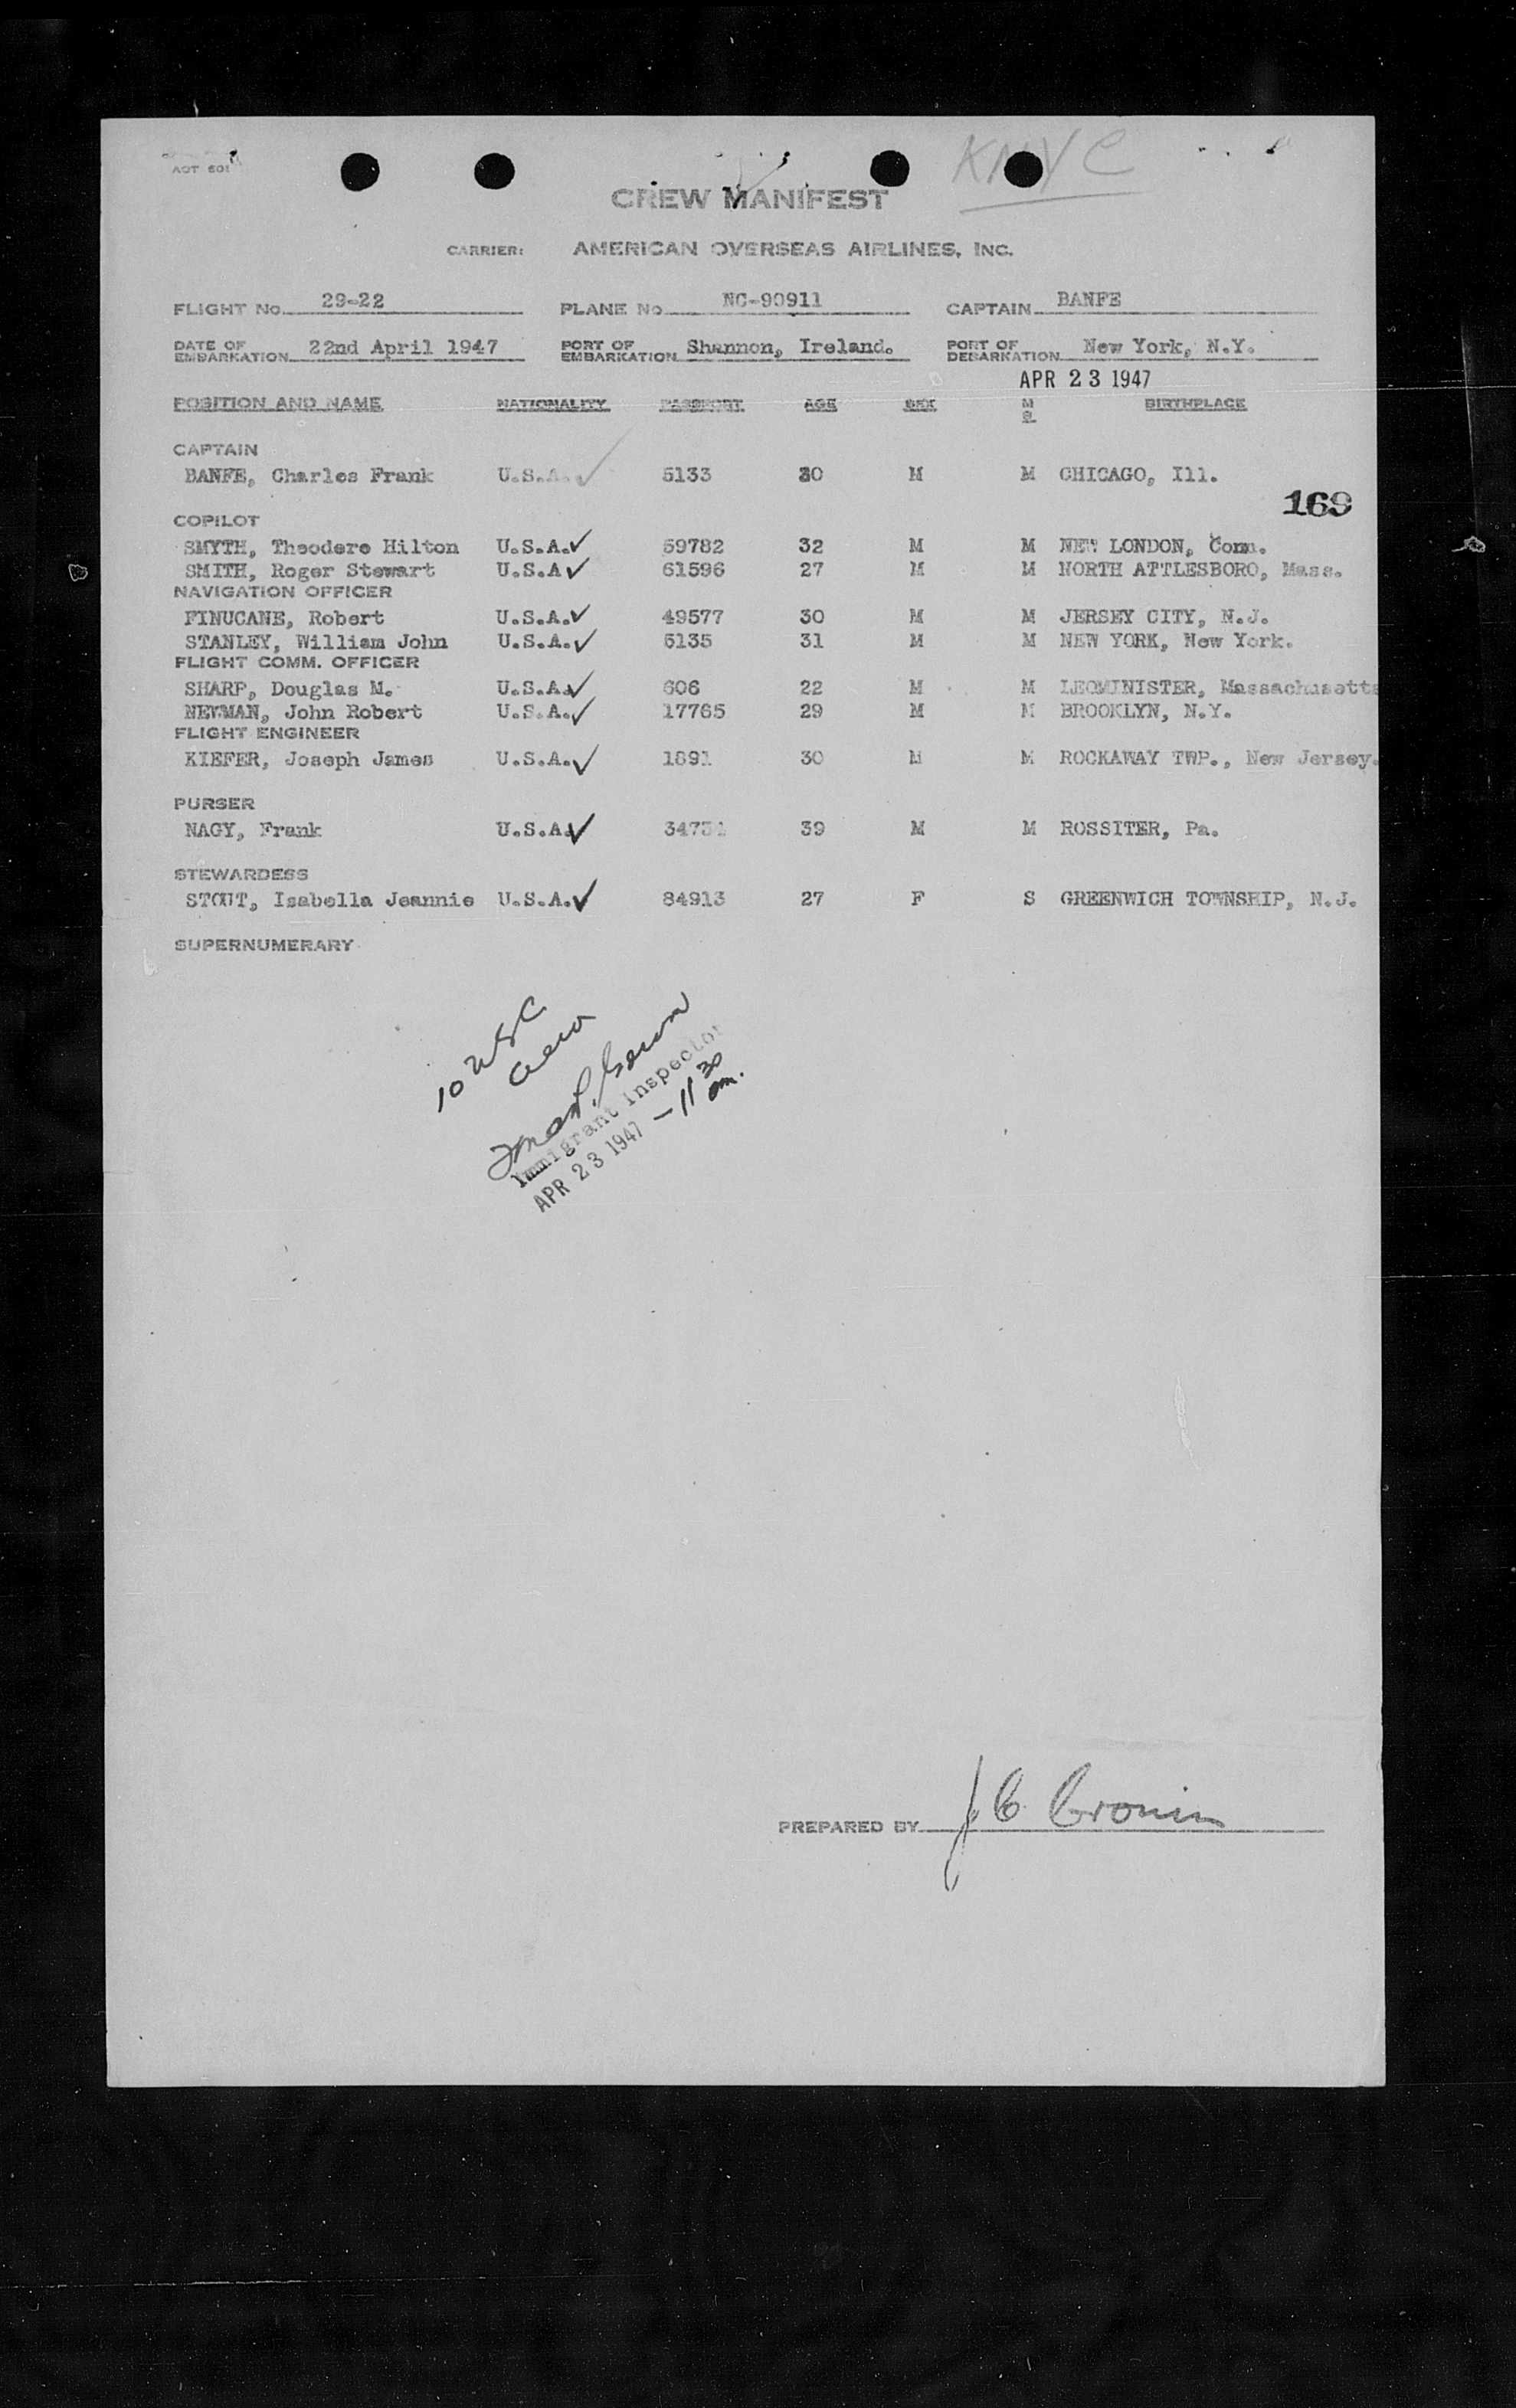 AOT 601
KNYC
CREW MANIFEST
CARRIER: AMERICAN OVERSEAS AIRLINES, INC.
FLIGHT No. 29-22 PLANE No. NC-90911 CAPTAIN BANFE
DATE OF EMBARKATION 22nd April 1947 PORT OF EMBARKATION Shannon, Ireland. PORT OF DEBARKATION New York, N.Y.
APR 23 1947
POSITION AND NAME NATIONALITY PASSPORT AGE SEX M S BIRTHPLACE
CAPTAIN
BANFE, Charles Frank U.S.A. ✓ 5133 30 M M CHICAGO, Ill.
169
COPILOT
SMYTH, Theodore Hilton U.S.A. ✓ 59782 32 M M NEW LONDON, Conn.
SMITH, Roger Stewart U.S.A ✓ 61596 27 M M NORTH ATTLESBORO, Mass.
NAVIGATION OFFICER
FINUCANE, Robert U.S.A. ✓ 49577 30 M M JERSEY CITY, N.J.
STANLEY, William John U.S.A. ✓ 5135 31 M M NEW YORK, New York.
FLIGHT COMM. OFFICER
SHARP, Douglas M. U.S.A. ✓ 606 22 M M LEOMINISTER, Massachusetts
NEWMAN, John Robert U.S.A. ✓ 17765 29 M M BROOKLYN, N.Y.
FLIGHT ENGINEER
KIEFER, Joseph James U.S.A. ✓ 1891 30 M M ROCKAWAY TWP., New Jersey.
PURSER
NAGY, Frank U.S.A. ✓ 39 M M ROSSITER, Pa.
STEWARDESS
STOUT, Isabella Jeannie U.S.A. ✓ 84913 27 F S GREENWICH TOWNSHIP, N.J.
SUPERNUMERARY
10 USC
Crew
Immigrant Inspector
APR 23 1947 - 11 30 am.
PREPARED BY J. C. Cronin